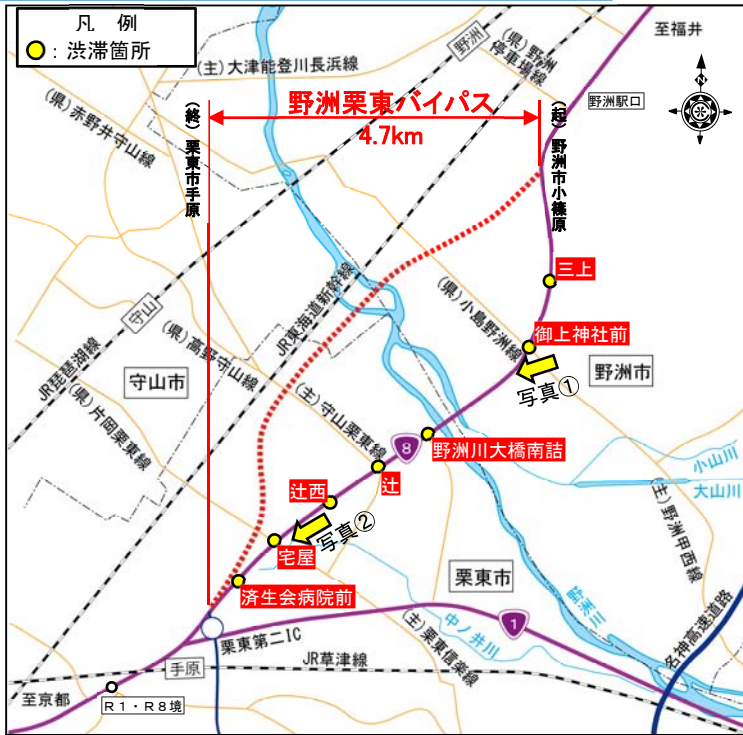 凡 例
：渋滞箇所
至福井
野洲
(県)野洲停車場線
(主)大津能登川長浜線
N
(県)赤野井守山線
野洲栗東バイパス
4.7km
野洲駅口
(終)栗東市手原
(起)野洲市小篠原
三上
JR東海道新幹線
(県)小島野洲線
守山
御上神社前
(県)高野守山線
JR琵琶湖線
守山市
野洲市
写真①
(県)片岡栗東線
(主)守山栗東線
8
野洲川大橋南詰
辻
小山川
大山川
辻西
(主)野洲甲西線
写真②
宅屋
栗東市
済生会病院前
野洲川
中ノ井川
1
名神高速道路
栗東第二IC
(主)栗東信楽線
手原
JR草津線
至京都
R1・R8境